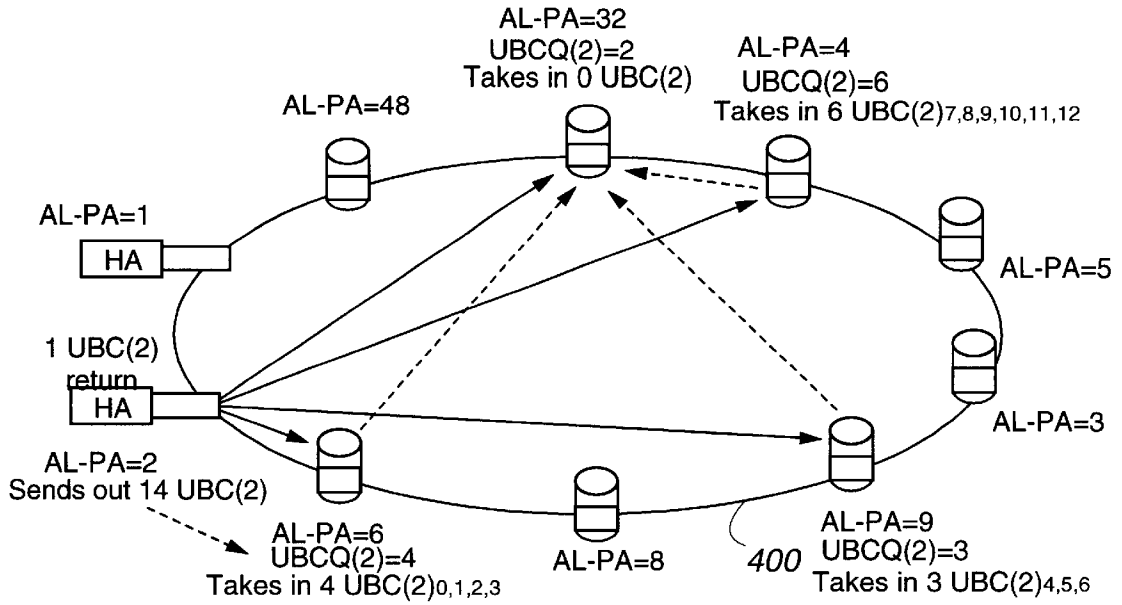 AL-PA=32
UBCQ(2)=2
Takes in 0 UBC(2)
AL-PA=4
UBCQ(2)=6
Takes in 6 UBC(2)7,8,9,10,11,12
AL-PA=48
AL-PA=1
HA
AL-PA=5
1 UBC(2)
return
HA
AL-PA=3
AL-PA=2
Sends out 14 UBC(2)
AL-PA=6
UBCQ(2)=4
Takes in 4 UBC(2)0,1,2,3
AL-PA=8
400
AL-PA=9
UBCQ(2)=3
Takes in 3 UBC(2)4,5,6